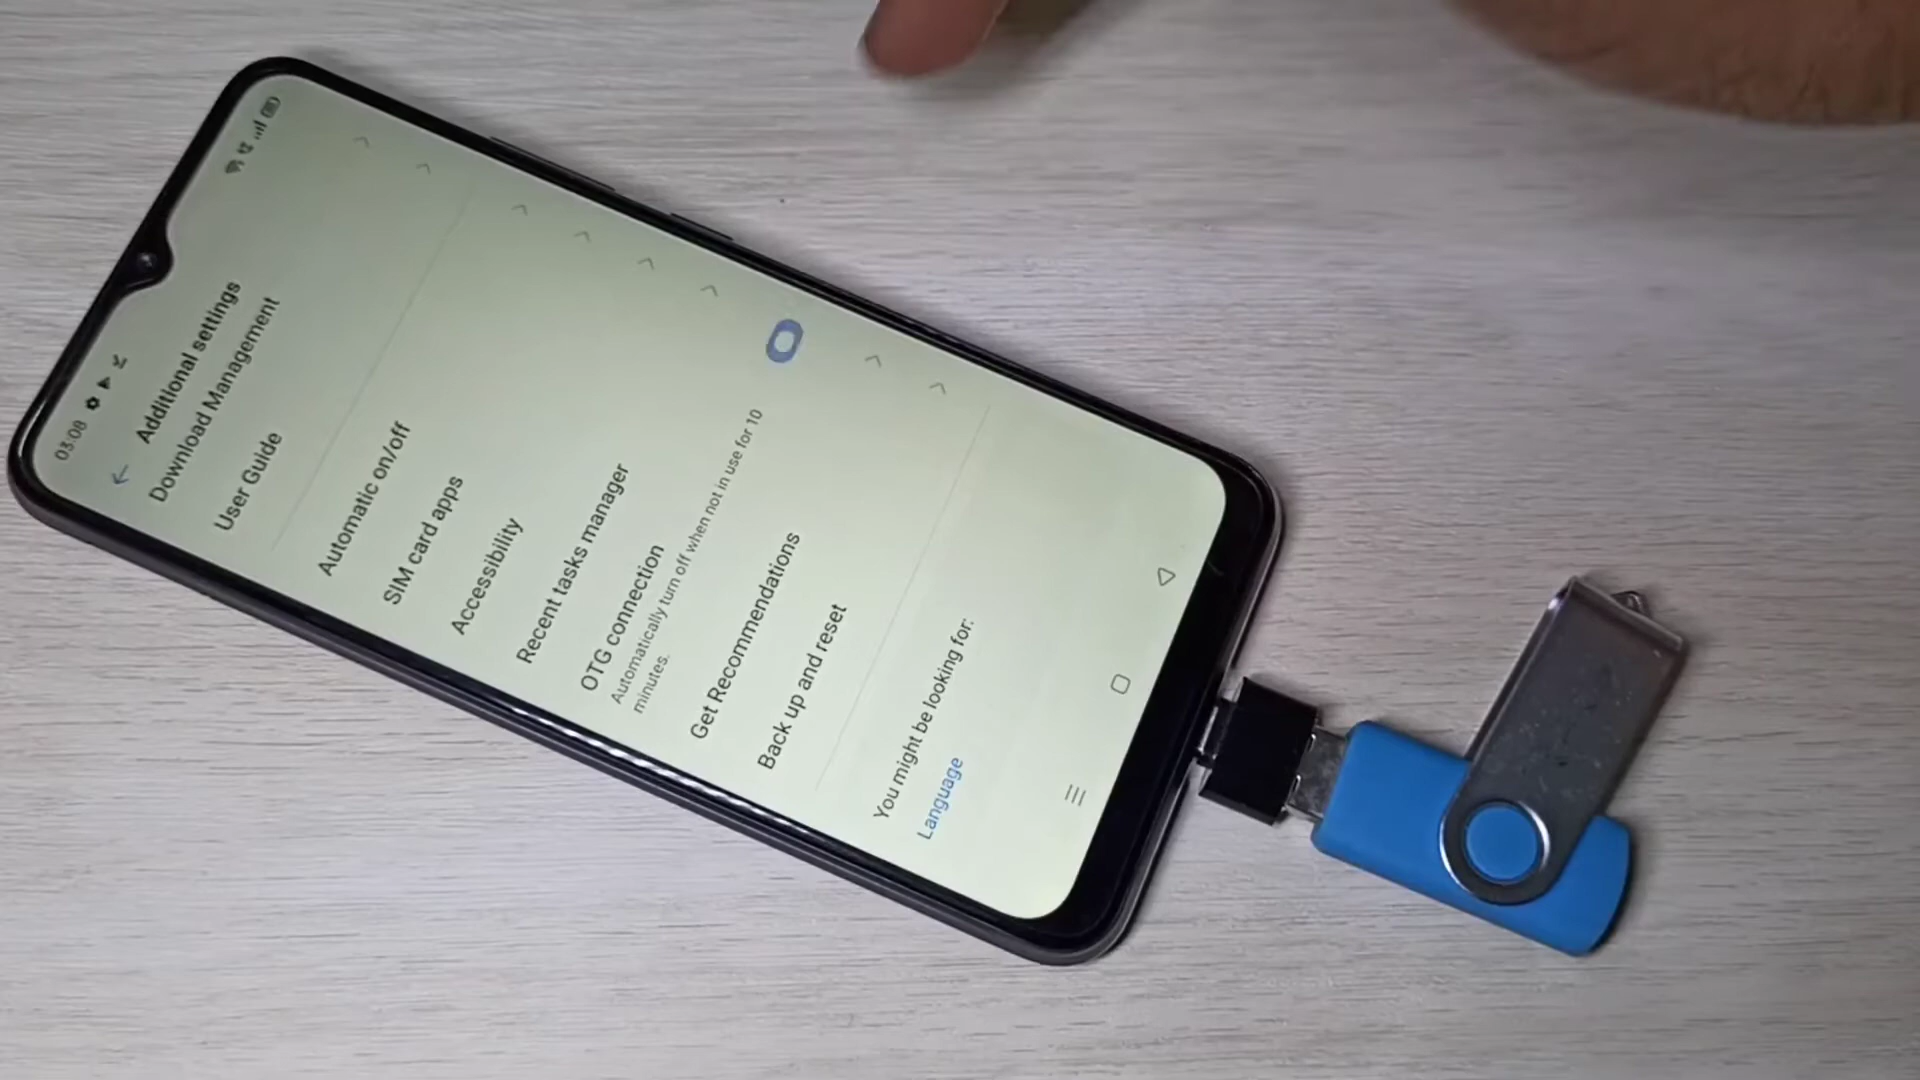 03:08
Additional settings
Download Management
User Guide
Automatic on/off
SIM card apps
Accessibility
Recent tasks manager
OTG connection
Automatically turn off when not in use for 10
minutes.
Get Recommendations
Back up and reset
You might be looking for:
Language